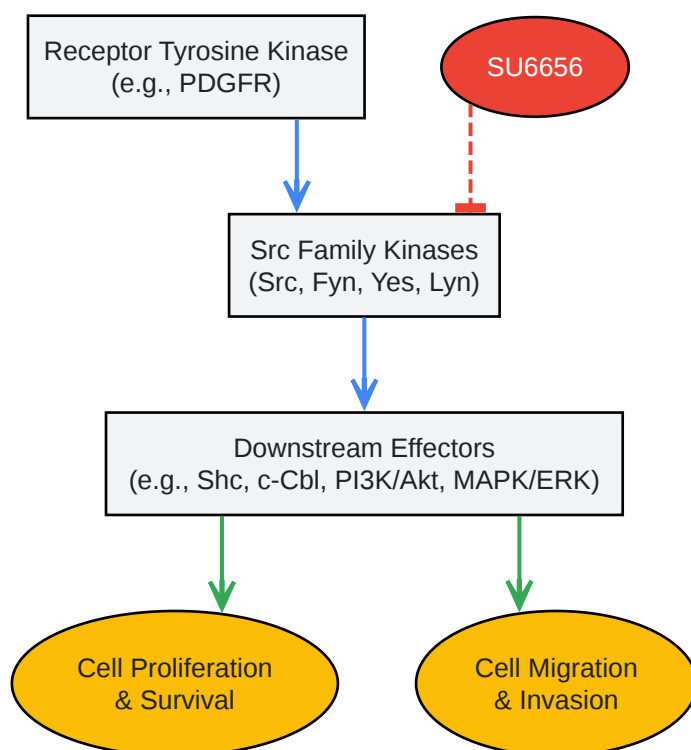 Receptor Tyrosine Kinase
(e.g., PDGFR)
SU6656
Src Family Kinases
(Src, Fyn, Yes, Lyn)
Downstream Effectors
(e.g., Shc, c-Cbl, PI3K/Akt, MAPK/ERK)
Cell Proliferation
& Survival
Cell Migration
& Invasion